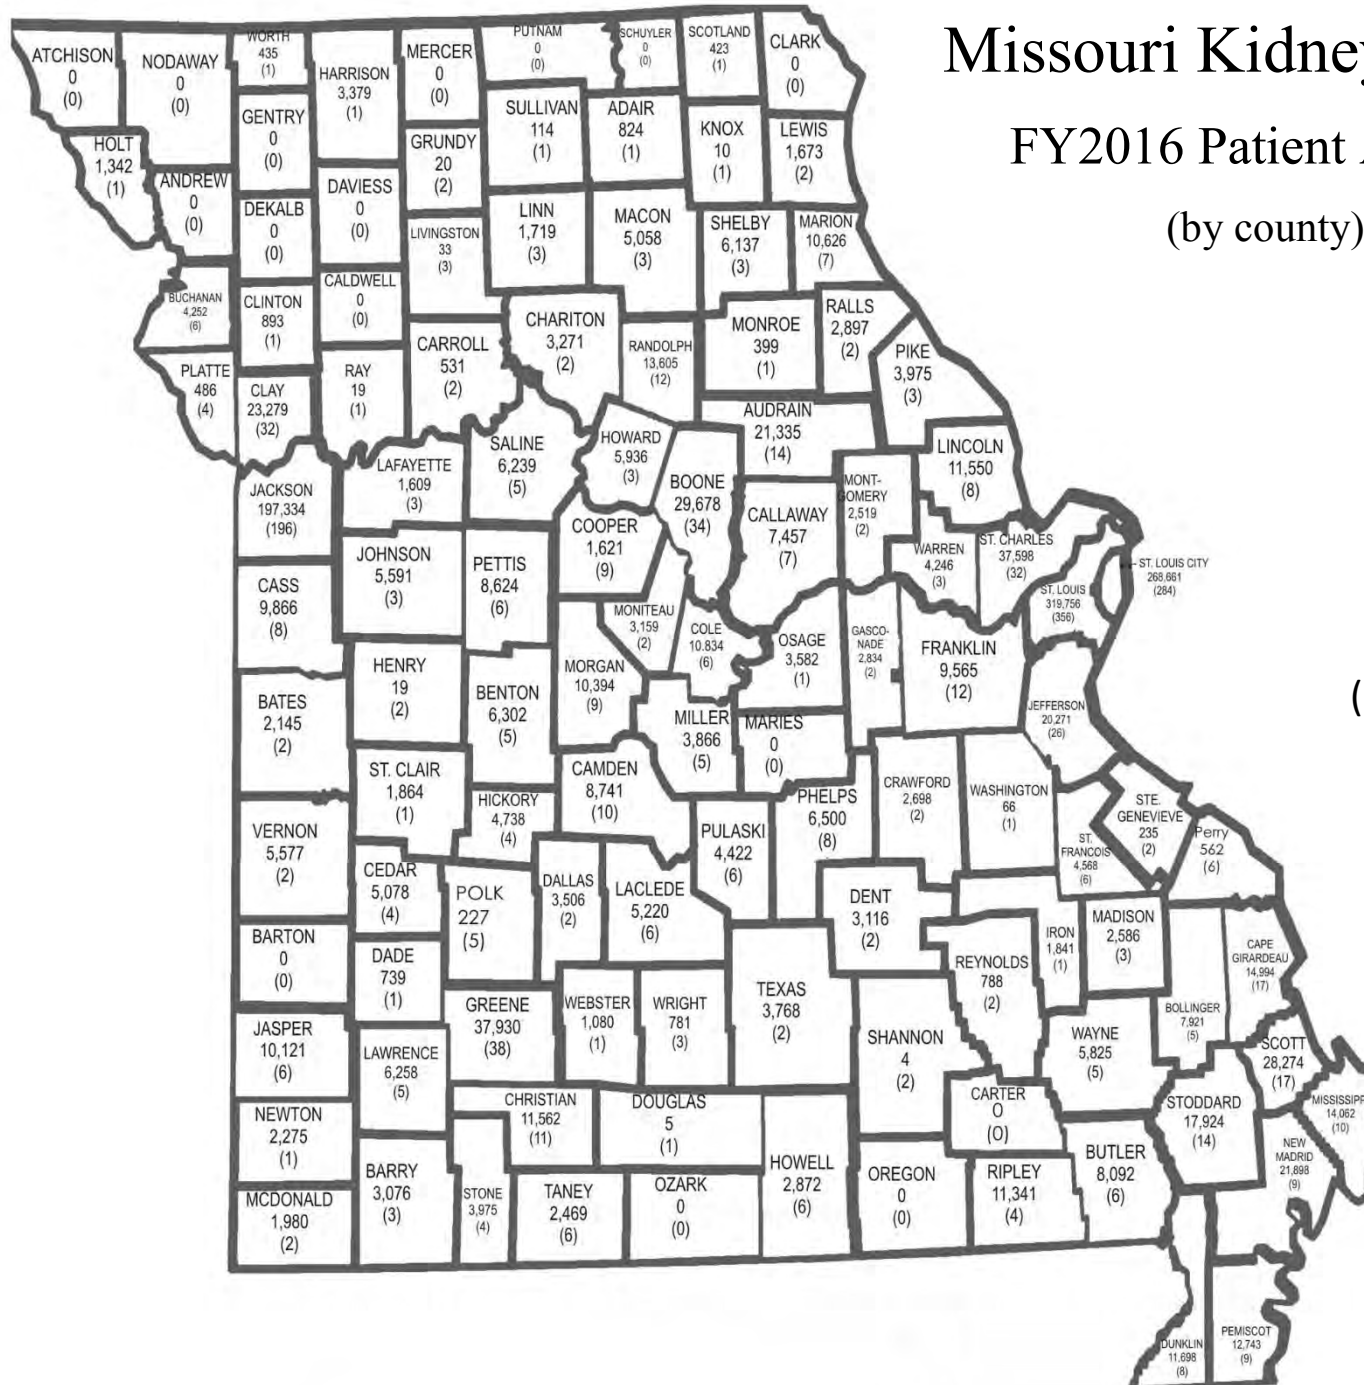 Missouri Kidney
FY2016 Patient
(by county)
(
ATCHISON
0
(0)
NODAWAY
0
(0)
WORTH
435
(1)
HARRISON
3,379
(1)
MERCER
0
(0)
PUTNAM
0
(0)
SCHUYLER
0
(0)
SCOTLAND
423
(1)
CLARK
0
(0)
HOLT
1,342
(1)
ANDREW
0
(0)
GENTRY
0
(0)
DEKALB
0
(0)
DAVIESS
0
(0)
GRUNDY
20
(2)
SULLIVAN
114
(1)
ADAIR
824
(1)
KNOX
10
(1)
LEWIS
1,673
(2)
LIVINGSTON
33
(3)
LINN
1,719
(3)
MACON
5,058
(3)
SHELBY
6,137
(3)
MARION
10,626
(7)
BUCHANAN
4,252
(6)
CLINTON
893
(1)
CALDWELL
0
(0)
CARROLL
531
(2)
CHARITON
3,271
(2)
RANDOLPH
13,605
(12)
MONROE
399
(1)
RALLS
2,897
(2)
PIKE
3,975
(3)
PLATTE
486
(4)
CLAY
23,279
(32)
RAY
19
(1)
AUDRAIN
21,335
(14)
LINCOLN
11,550
(8)
JACKSON
197,334
(196)
LAFAYETTE
1,609
(3)
SALINE
6,239
(5)
HOWARD
5,936
(3)
BOONE
29,678
(34)
CALLAWAY
7,457
(7)
MONT-
GOMERY
2,519
(2)
WARREN
4,246
(3)
ST. CHARLES
37,598
(32)
ST. LOUIS CITY
268,661
(284)
ST. LOUIS
319,756
(356)
CASS
9,866
(8)
JOHNSON
5,591
(3)
PETTIS
8,624
(6)
COOPER
1,621
(9)
MONITEAU
3,159
(2)
COLE
10.834
(6)
OSAGE
3,582
(1)
GASCO-
NADE
2,834
(2)
FRANKLIN
9,565
(12)
JEFFERSON
20,271
(26)
BATES
2,145
(2)
HENRY
19
(2)
BENTON
6,302
(5)
MORGAN
10,394
(9)
MILLER
3,866
(5)
MARIES
0
(0)
ST. CLAIR
1,864
(1)
HICKORY
4,738
(4)
CAMDEN
8,741
(10)
PULASKI
4,422
(6)
PHELPS
6,500
(8)
CRAWFORD
2,698
(2)
WASHINGTON
66
(1)
ST.
FRANCOIS
4,568
(6)
STE.
GENEVIEVE
235
(2)
Perry
562
(6)
VERNON
5,577
(2)
CEDAR
5,078
(4)
POLK
227
(5)
DALLAS
3,506
(2)
LACLEDE
5,220
(6)
DENT
3,116
(2)
IRON
1,841
(1)
MADISON
2,586
(3)
CAPE
GIRARDEAU
14,994
(17)
BARTON
0
(0)
DADE
739
(1)
GREENE
37,930
(38)
WEBSTER
1,080
(1)
WRIGHT
781
(3)
TEXAS
3,768
(2)
REYNOLDS
788
(2)
BOLLINGER
7,921
(5)
JASPER
10,121
(6)
LAWRENCE
6,258
(5)
SHANNON
4
(2)
WAYNE
5,825
(5)
SCOTT
28,274
(17)
NEWTON
2,275
(1)
CHRISTIAN
11,562
(11)
DOUGLAS
5
(1)
CARTER
0
(0)
STODDARD
17,924
(14)
MISSISSIPP
14,062
(10)
MCDONALD
1,980
(2)
BARRY
3,076
(3)
STONE
3,975
(4)
TANEY
2,469
(6)
OZARK
0
(0)
HOWELL
2,872
(6)
OREGON
0
(0)
RIPLEY
11,341
(4)
BUTLER
8,092
(6)
NEW
MADRID
21,898
(9)
DUNKLIN
11,698
(8)
PEMISCOT
12,743
(9)